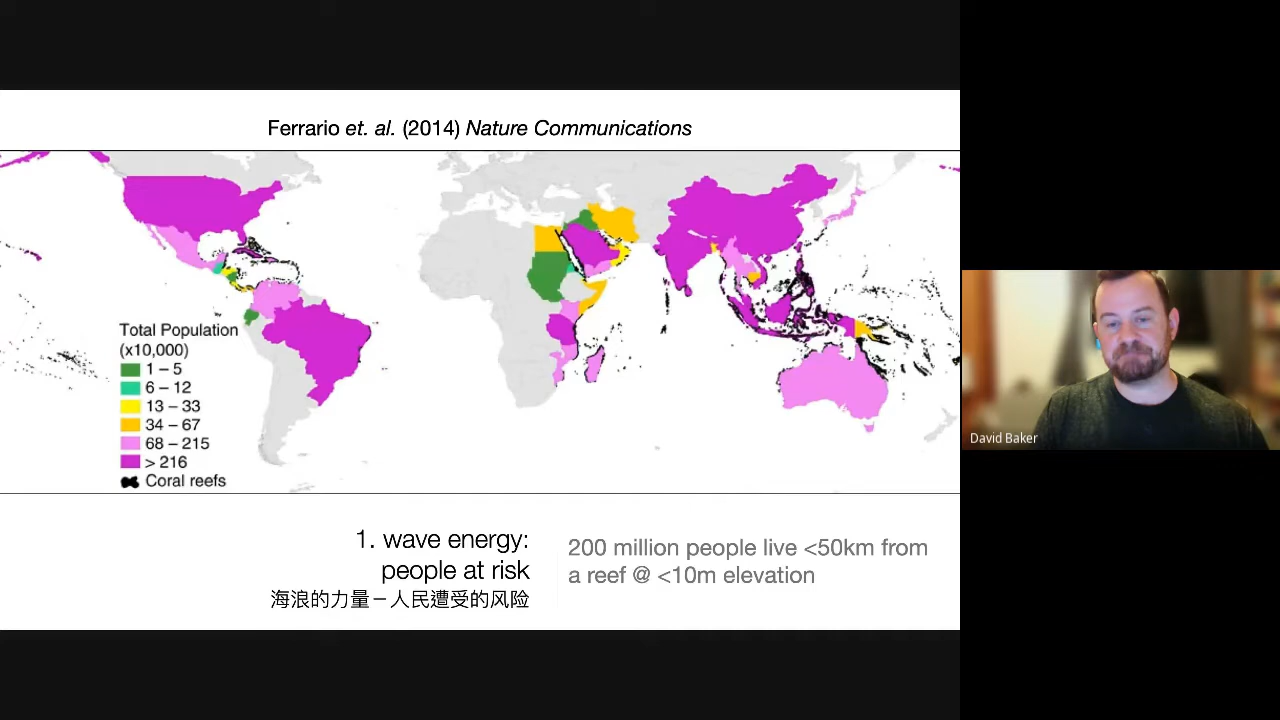 Ferrario et. al. (2014) Nature Communications
Total Population
(x10,000)
1 – 5
6 – 12
13 – 33
34 – 67
68 – 215
> 216
Coral reefs
1. wave energy:
people at risk
海浪的力量－人民遭受的风险
200 million people live <50km from
a reef @ <10m elevation
David Baker